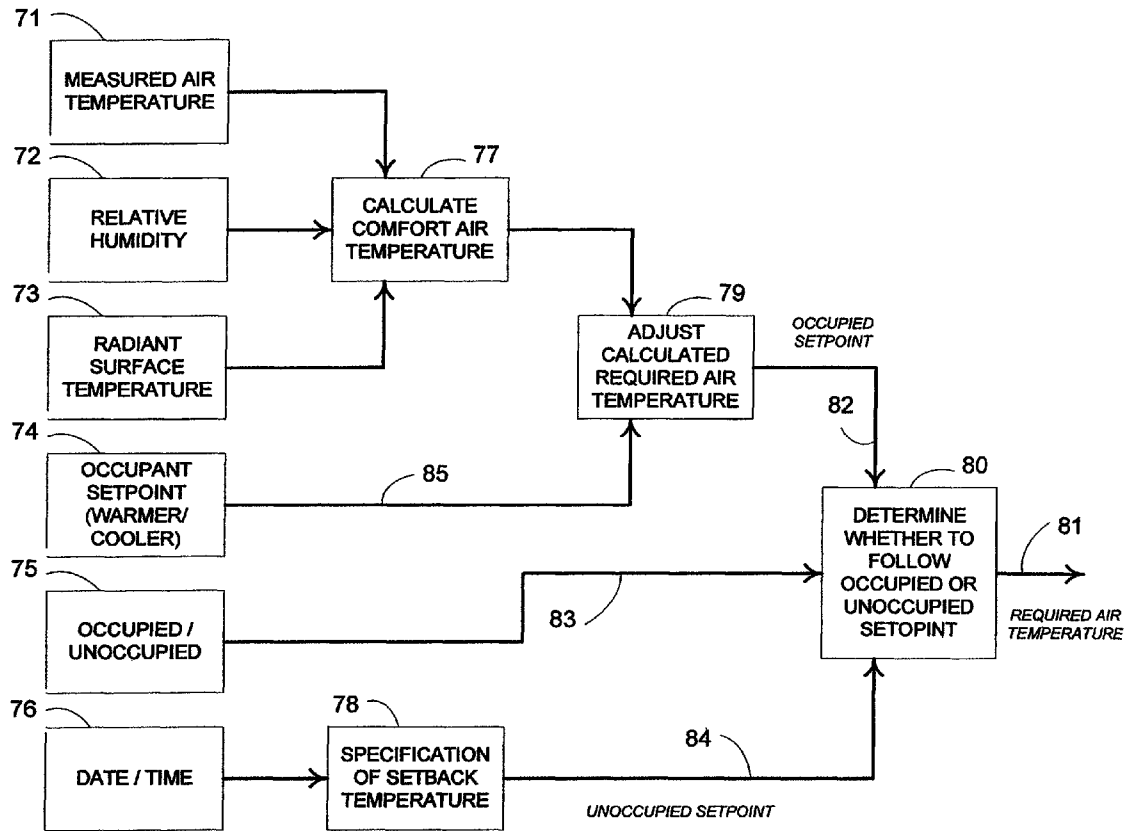 71
MEASURED AIR
TEMPERATURE
72
RELATIVE
HUMIDITY
77
CALCULATE
COMFORT AIR
TEMPERATURE
73
RADIANT
SURFACE
TEMPERATURE
79
ADJUST
CALCULATED
REQUIRED AIR
TEMPERATURE
OCCUPIED
SETPOINT
82
74
OCCUPANT
SETPOINT
(WARMER/
COOLER)
85
80
DETERMINE
WHETHER TO
FOLLOW
OCCUPIED OR
UNOCCUPIED
SETOPINT
81
REQUIRED AIR
TEMPERATURE
75
OCCUPIED /
UNOCCUPIED
83
76
DATE / TIME
78
SPECIFICATION
OF SETBACK
TEMPERATURE
84
UNOCCUPIED SETPOINT